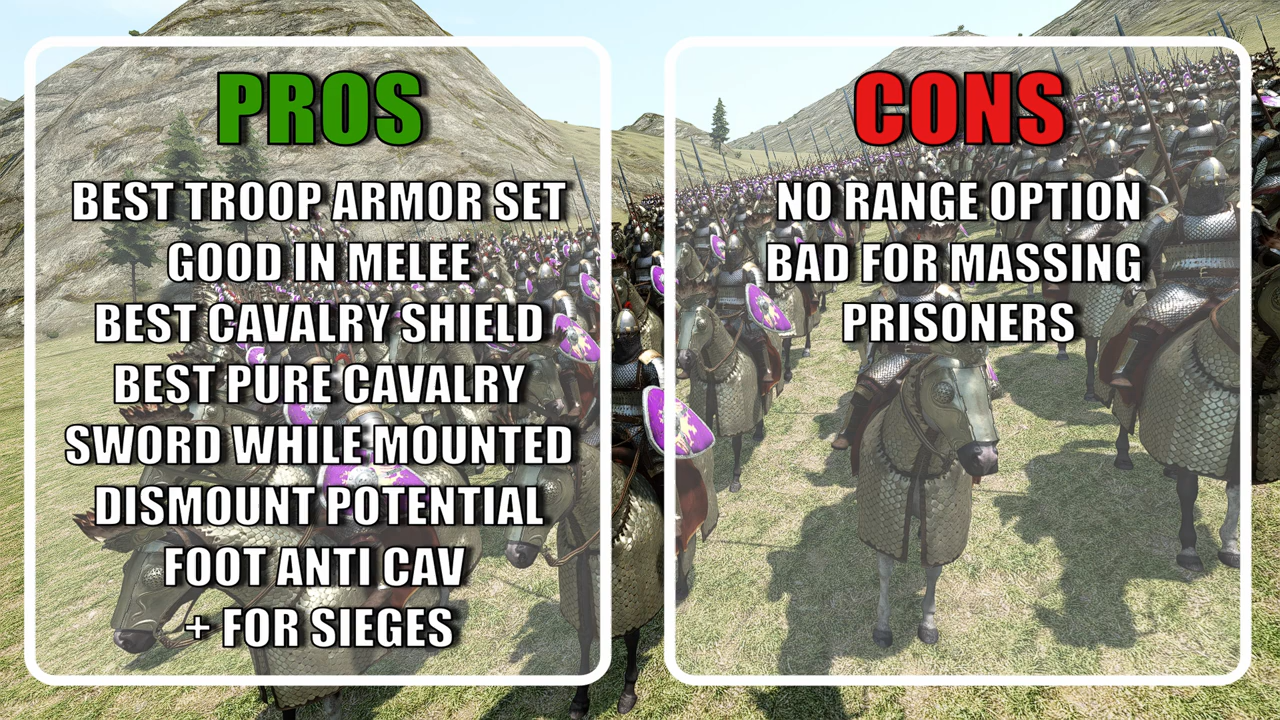 PROS
BEST TROOP ARMOR SET
GOOD IN MELEE
BEST CAVALRY SHIELD
BEST PURE CAVALRY
SWORD WHILE MOUNTED
DISMOUNT POTENTIAL
FOOT ANTI CAV
+ FOR SIEGES
CONS
NO RANGE OPTION
BAD FOR MASSING
PRISONERS